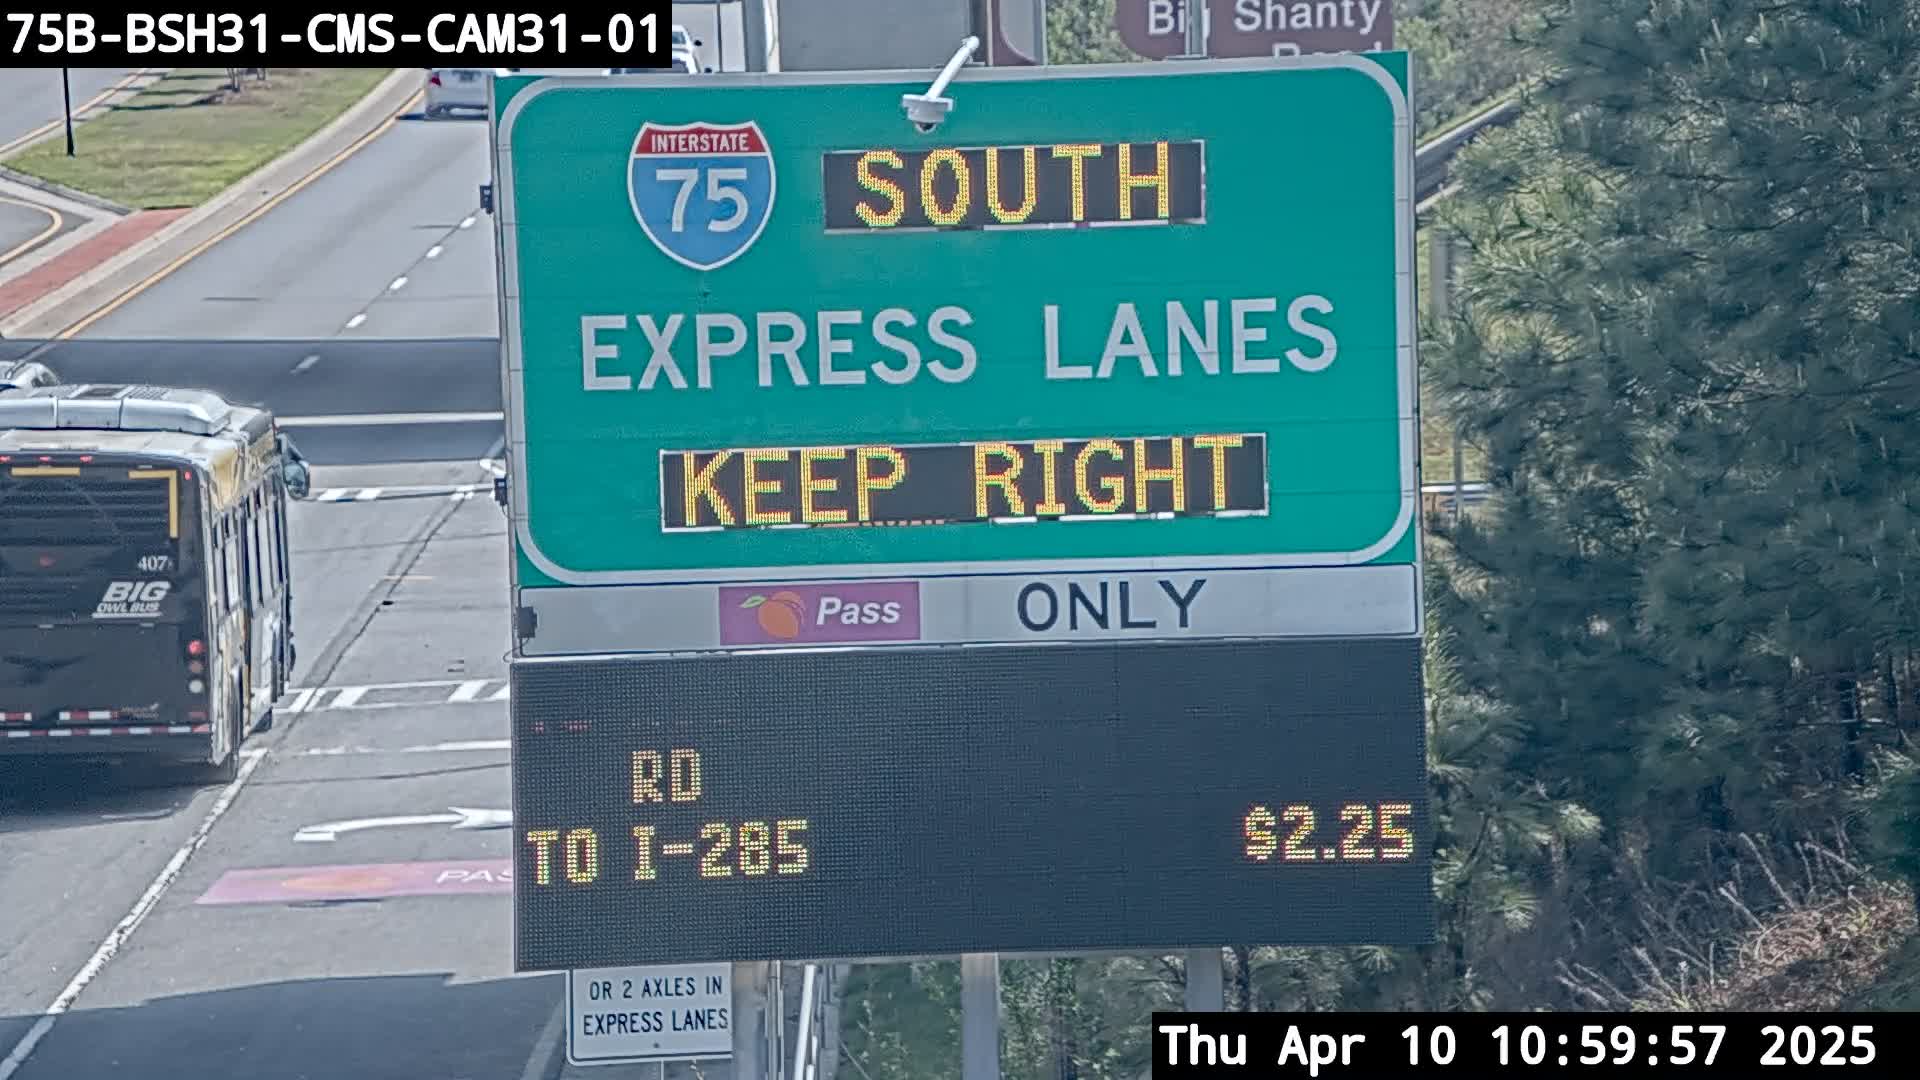 75B-BSH31-CMS-CAM31-01
Big Shanty
Road
INTERSTATE
75
SOUTH
EXPRESS LANES
KEEP RIGHT
Pass ONLY
RD
TO I-285 $2.25
407
BIG
OWL BUS
PAS
OR 2 AXLES IN
EXPRESS LANES
Thu Apr 10 10:59:57 2025